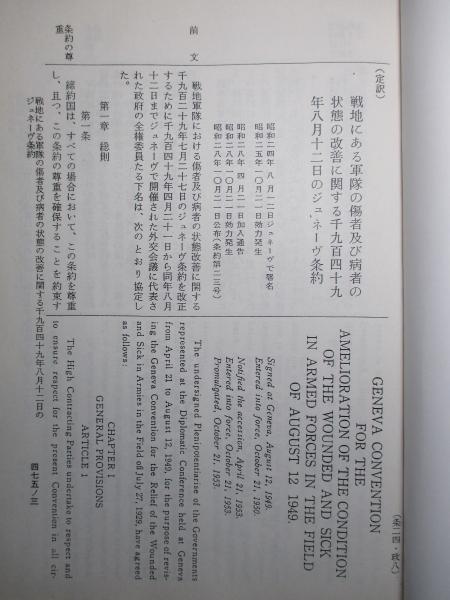 (定訳)
戦地にある軍隊の傷者及び病者の
状態の改善に関する千九百四十九
年八月十二日のジュネーヴ条約
昭和二四年 八月一二日ジュネーヴで署名
昭和二五年一〇月二一日効力発生
昭和二八年 四月二一日加入通告
昭和二八年一〇月二一日効力発生
昭和二八年一〇月二一日公布(条約第二三号)
前文
戦地軍隊における傷者及び病者の状態改善に関する
千九百二十九年七月二十七日のジュネーヴ条約を改正
するために千九百四十九年四月二十一日から同年八月
十二日までジュネーヴで開催された外交会議に代表さ
れた政府の全権委員たる下名は、次のとおり協定し
た。
第一章 総則
第一条
条約の尊
重
締約国は、すべての場合において、この条約を尊重
し、且つ、この条約の尊重を確保することを約束す
戦地にある軍隊の傷者及び病者の状態の改善に関する千九百四十九年八月十二日の
ジュネーヴ条約
(条二四・政八)
GENEVA CONVENTION
FOR THE
AMELIORATION OF THE CONDITION
OF THE WOUNDED AND SICK
IN ARMED FORCES IN THE FIELD
OF AUGUST 12 1949.
Signed at Geneva, August 12, 1949.
Entered into force, October 21, 1950.
Notified the accession, April 21, 1953.
Entered into force, October 21, 1953.
Promulgated, October 21, 1953.
The undersigned Plenipotentiaries of the Governments
represented at the Diplomatic Conference held at Geneva
from April 21 to August 12, 1949, for the purpose of revis-
ing the Geneva Convention for the Relief of the Wounded
and Sick in Armies in the Field of July 27, 1929, have agreed
as follows:
CHAPTER I
GENERAL PROVISIONS
ARTICLE 1
The High Contracting Parties undertake to respect and
to ensure respect for the present Convention in all cir-
四七五ノ三